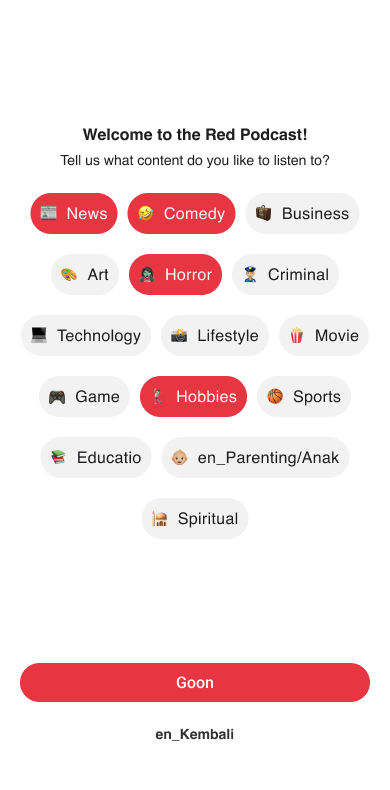 Welcome to the Red Podcast!
Tell us what content do you like to listen to?
News Comedy Business
Art Horror Criminal
Technology Lifestyle Movie
Game Hobbies Sports
Educatio en_Parenting/Anak
Spiritual
Goon
en_Kembali